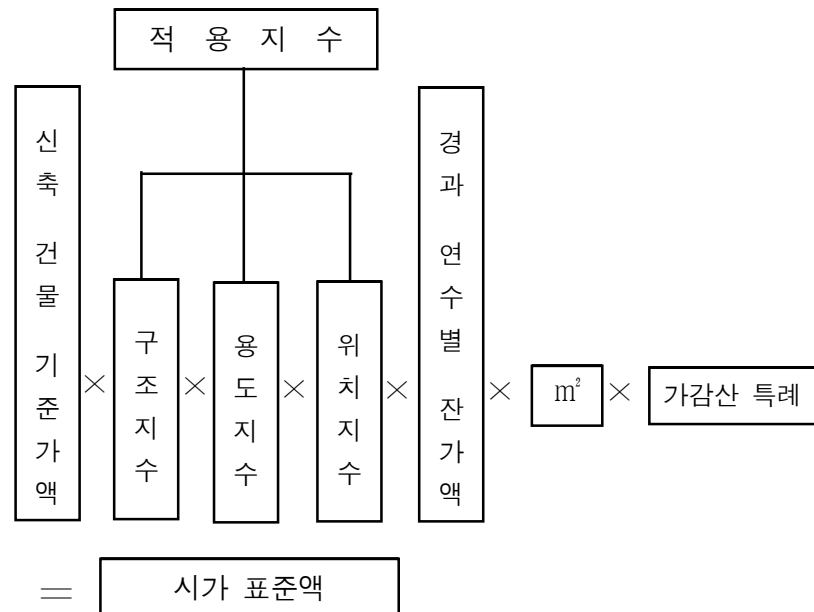 적 용 지 수
신축 건물 기준가액
×
구조지수
×
용도지수
×
위치지수
×
경과 연수별 잔가액
×
m²
×
가감산 특례
=
시가 표준액